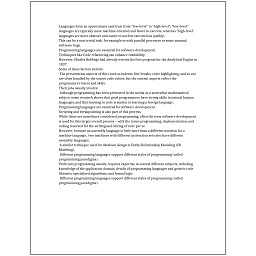 Languages form an approximate spectrum from "low-level" to "high-level"; "low-level"
languages are typically more machine-oriented and faster to execute, whereas "high-level"
languages are more abstract and easier to use but execute less quickly.
This can be a non-trivial task, for example as with parallel processes or some unusual
software bugs.
Programming languages are essential for software development.
Techniques like Code refactoring can enhance readability.
However, Charles Babbage had already written his first program for the Analytical Engine in
1837.
Some of these factors include:
The presentation aspects of this (such as indents, line breaks, color highlighting, and so on)
are often handled by the source code editor, but the content aspects reflect the
programmer's talent and skills.
Their jobs usually involve:
Although programming has been presented in the media as a somewhat mathematical
subject, some research shows that good programmers have strong skills in natural human
languages, and that learning to code is similar to learning a foreign language.
Programming languages are essential for software development.
Scripting and breakpointing is also part of this process.
While these are sometimes considered programming, often the term software development
is used for this larger overall process – with the terms programming, implementation, and
coding reserved for the writing and editing of code per se.
However, because an assembly language is little more than a different notation for a
machine language, two machines with different instruction sets also have different
assembly languages.
A similar technique used for database design is Entity-Relationship Modeling (ER
Modeling).
Different programming languages support different styles of programming (called
programming paradigms).
Proficient programming usually requires expertise in several different subjects, including
knowledge of the application domain, details of programming languages and generic code
libraries, specialized algorithms, and formal logic.
Different programming languages support different styles of programming (called
programming paradigms).